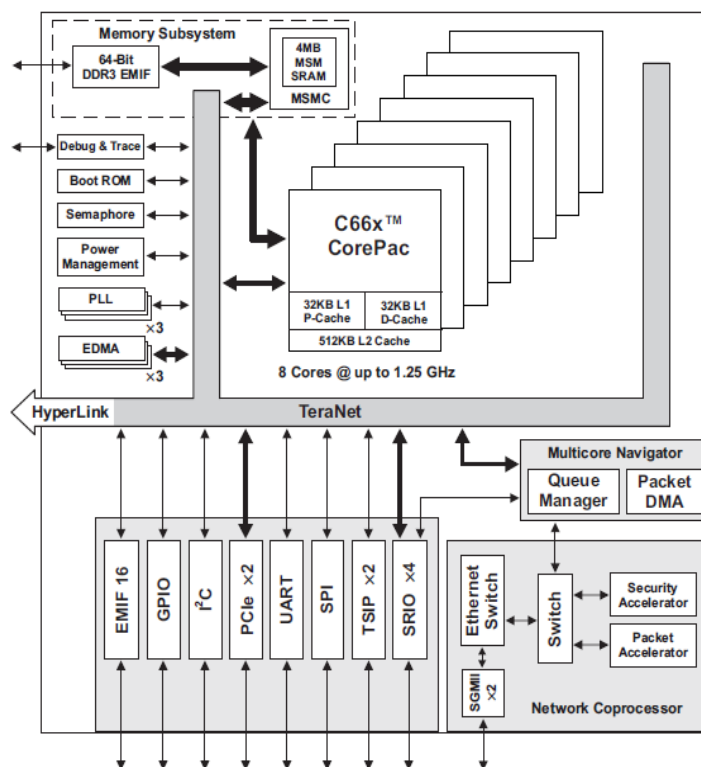 Memory Subsystem
64-Bit
DDR3 EMIF
4MB
MSM
SRAM
MSMC
Debug & Trace
Boot ROM
Semaphore
Power
Management
PLL
×3
EDMA
×3
C66x™
CorePac
32KB L1
P-Cache
32KB L1
D-Cache
512KB L2 Cache
8 Cores @ up to 1.25 GHz
HyperLink
TeraNet
Multicore Navigator
Queue
Manager
Packet
DMA
EMIF 16
GPIO
I²C
PCIe ×2
UART
SPI
TSIP ×2
SRIO ×4
Ethernet
Switch
Switch
Security
Accelerator
Packet
Accelerator
SGMII
×2
Network Coprocessor